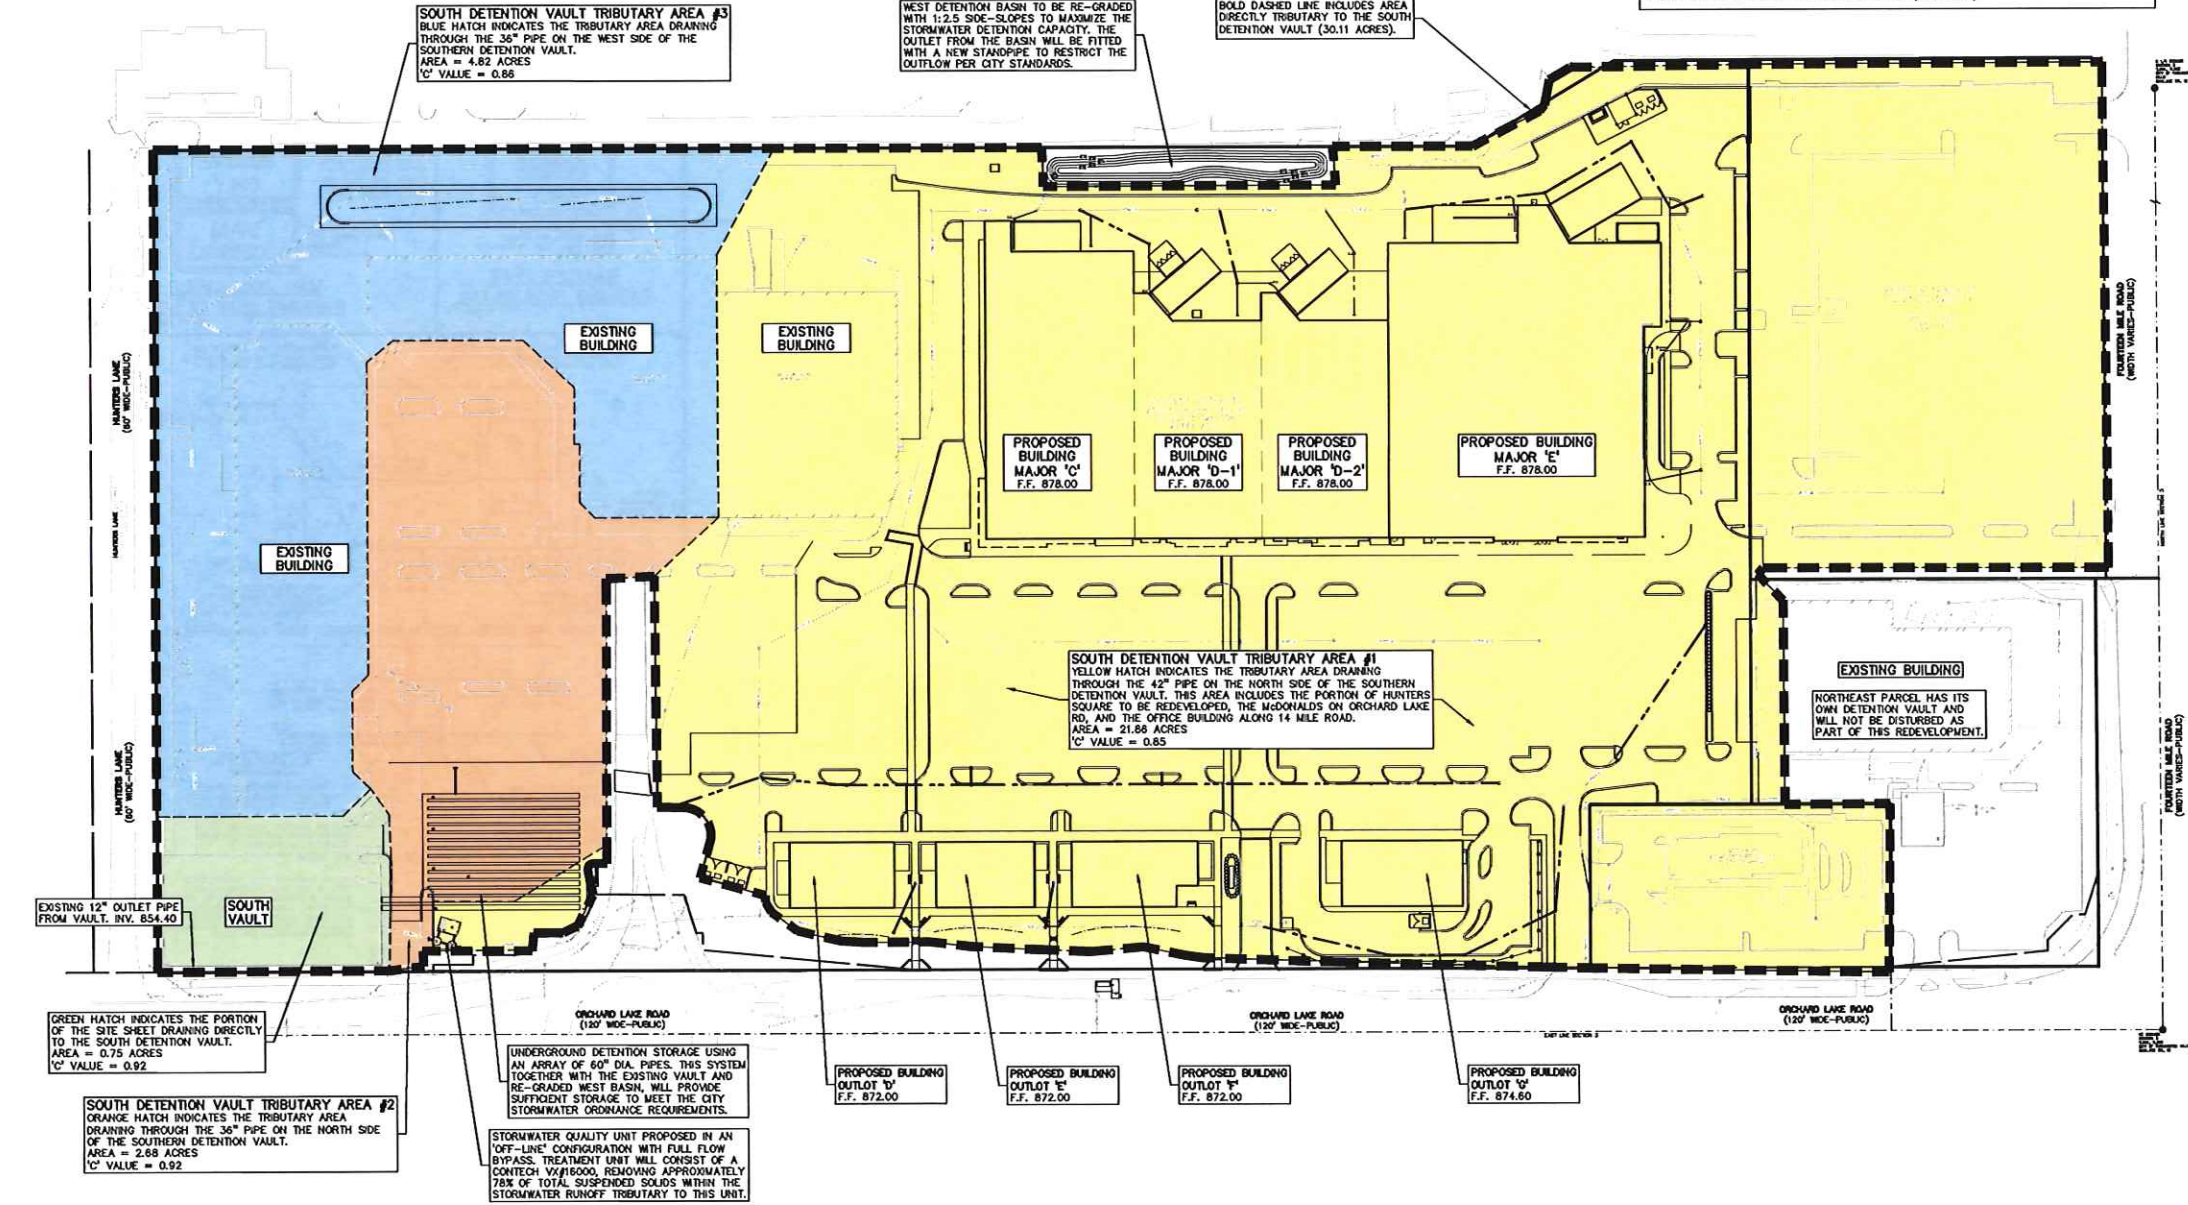 SOUTH DETENTION VAULT TRIBUTARY AREA #3
BLUE HATCH INDICATES THE TRIBUTARY AREA DRAINING
THROUGH THE 36" PIPE ON THE WEST SIDE OF THE
SOUTHERN DETENTION VAULT.
AREA = 4.82 ACRES
'C' VALUE = 0.86
WEST DETENTION BASIN TO BE RE-GRADED
WITH 1:2.5 SIDE-SLOPES TO MAXIMIZE THE
STORMWATER DETENTION CAPACITY. THE
OUTLET FROM THE BASIN WILL BE FITTED
WITH A NEW STANDPIPE TO RESTRICT THE
OUTFLOW PER CITY STANDARDS.
BOLD DASHED LINE INCLUDES AREA
DIRECTLY TRIBUTARY TO THE SOUTH
DETENTION VAULT (30.11 ACRES).
EXISTING
BUILDING
EXISTING
BUILDING
HUNTERS LANE
(60' WIDE-PUBLIC)
FOURTEEN MILE ROAD
(WIDTH VARIES-PUBLIC)
PROPOSED
BUILDING
MAJOR 'C'
F.F. 878.00
PROPOSED
BUILDING
MAJOR 'D-1'
F.F. 878.00
PROPOSED
BUILDING
MAJOR 'D-2'
F.F. 878.00
PROPOSED BUILDING
MAJOR 'E'
F.F. 878.00
HUNTERS LANE
EXISTING
BUILDING
SOUTH DETENTION VAULT TRIBUTARY AREA #1
YELLOW HATCH INDICATES THE TRIBUTARY AREA DRAINING
THROUGH THE 42" PIPE ON THE NORTH SIDE OF THE SOUTHERN
DETENTION VAULT. THIS AREA INCLUDES THE PORTION OF HUNTERS
SQUARE TO BE REDEVELOPED, THE McDONALDS ON ORCHARD LAKE
RD, AND THE OFFICE BUILDING ALONG 14 MILE ROAD.
AREA = 21.86 ACRES
'C' VALUE = 0.85
EXISTING BUILDING
NORTHEAST PARCEL HAS ITS
OWN DETENTION VAULT AND
WILL NOT BE DISTURBED AS
PART OF THIS REDEVELOPMENT.
HUNTERS LANE
(60' WIDE-PUBLIC)
FOURTEEN MILE ROAD
(WIDTH VARIES-PUBLIC)
EXISTING 12" OUTLET PIPE
FROM VAULT. INV. 854.40
SOUTH
VAULT
GREEN HATCH INDICATES THE PORTION
OF THE SITE SHEET DRAINING DIRECTLY
TO THE SOUTH DETENTION VAULT.
AREA = 0.75 ACRES
'C' VALUE = 0.92
ORCHARD LAKE ROAD
(120' WIDE-PUBLIC)
ORCHARD LAKE ROAD
(120' WIDE-PUBLIC)
ORCHARD LAKE ROAD
(120' WIDE-PUBLIC)
UNDERGROUND DETENTION STORAGE USING
AN ARRAY OF 60" DIA. PIPES. THIS SYSTEM
TOGETHER WITH THE EXISTING VAULT AND
RE-GRADED WEST BASIN, WILL PROVIDE
SUFFICIENT STORAGE TO MEET THE CITY
STORMWATER ORDINANCE REQUIREMENTS.
PROPOSED BUILDING
OUTLOT 'D'
F.F. 872.00
PROPOSED BUILDING
OUTLOT 'E'
F.F. 872.00
PROPOSED BUILDING
OUTLOT 'F'
F.F. 872.00
PROPOSED BUILDING
OUTLOT 'G'
F.F. 874.60
SOUTH DETENTION VAULT TRIBUTARY AREA #2
ORANGE HATCH INDICATES THE TRIBUTARY AREA
DRAINING THROUGH THE 36" PIPE ON THE NORTH SIDE
OF THE SOUTHERN DETENTION VAULT.
AREA = 2.68 ACRES
'C' VALUE = 0.92
STORMWATER QUALITY UNIT PROPOSED IN AN
'OFF-LINE' CONFIGURATION WITH FULL FLOW
BYPASS. TREATMENT UNIT WILL CONSIST OF A
CONTECH VX#16000, REMOVING APPROXIMATELY
78% OF TOTAL SUSPENDED SOLIDS WITHIN THE
STORMWATER RUNOFF TRIBUTARY TO THIS UNIT.